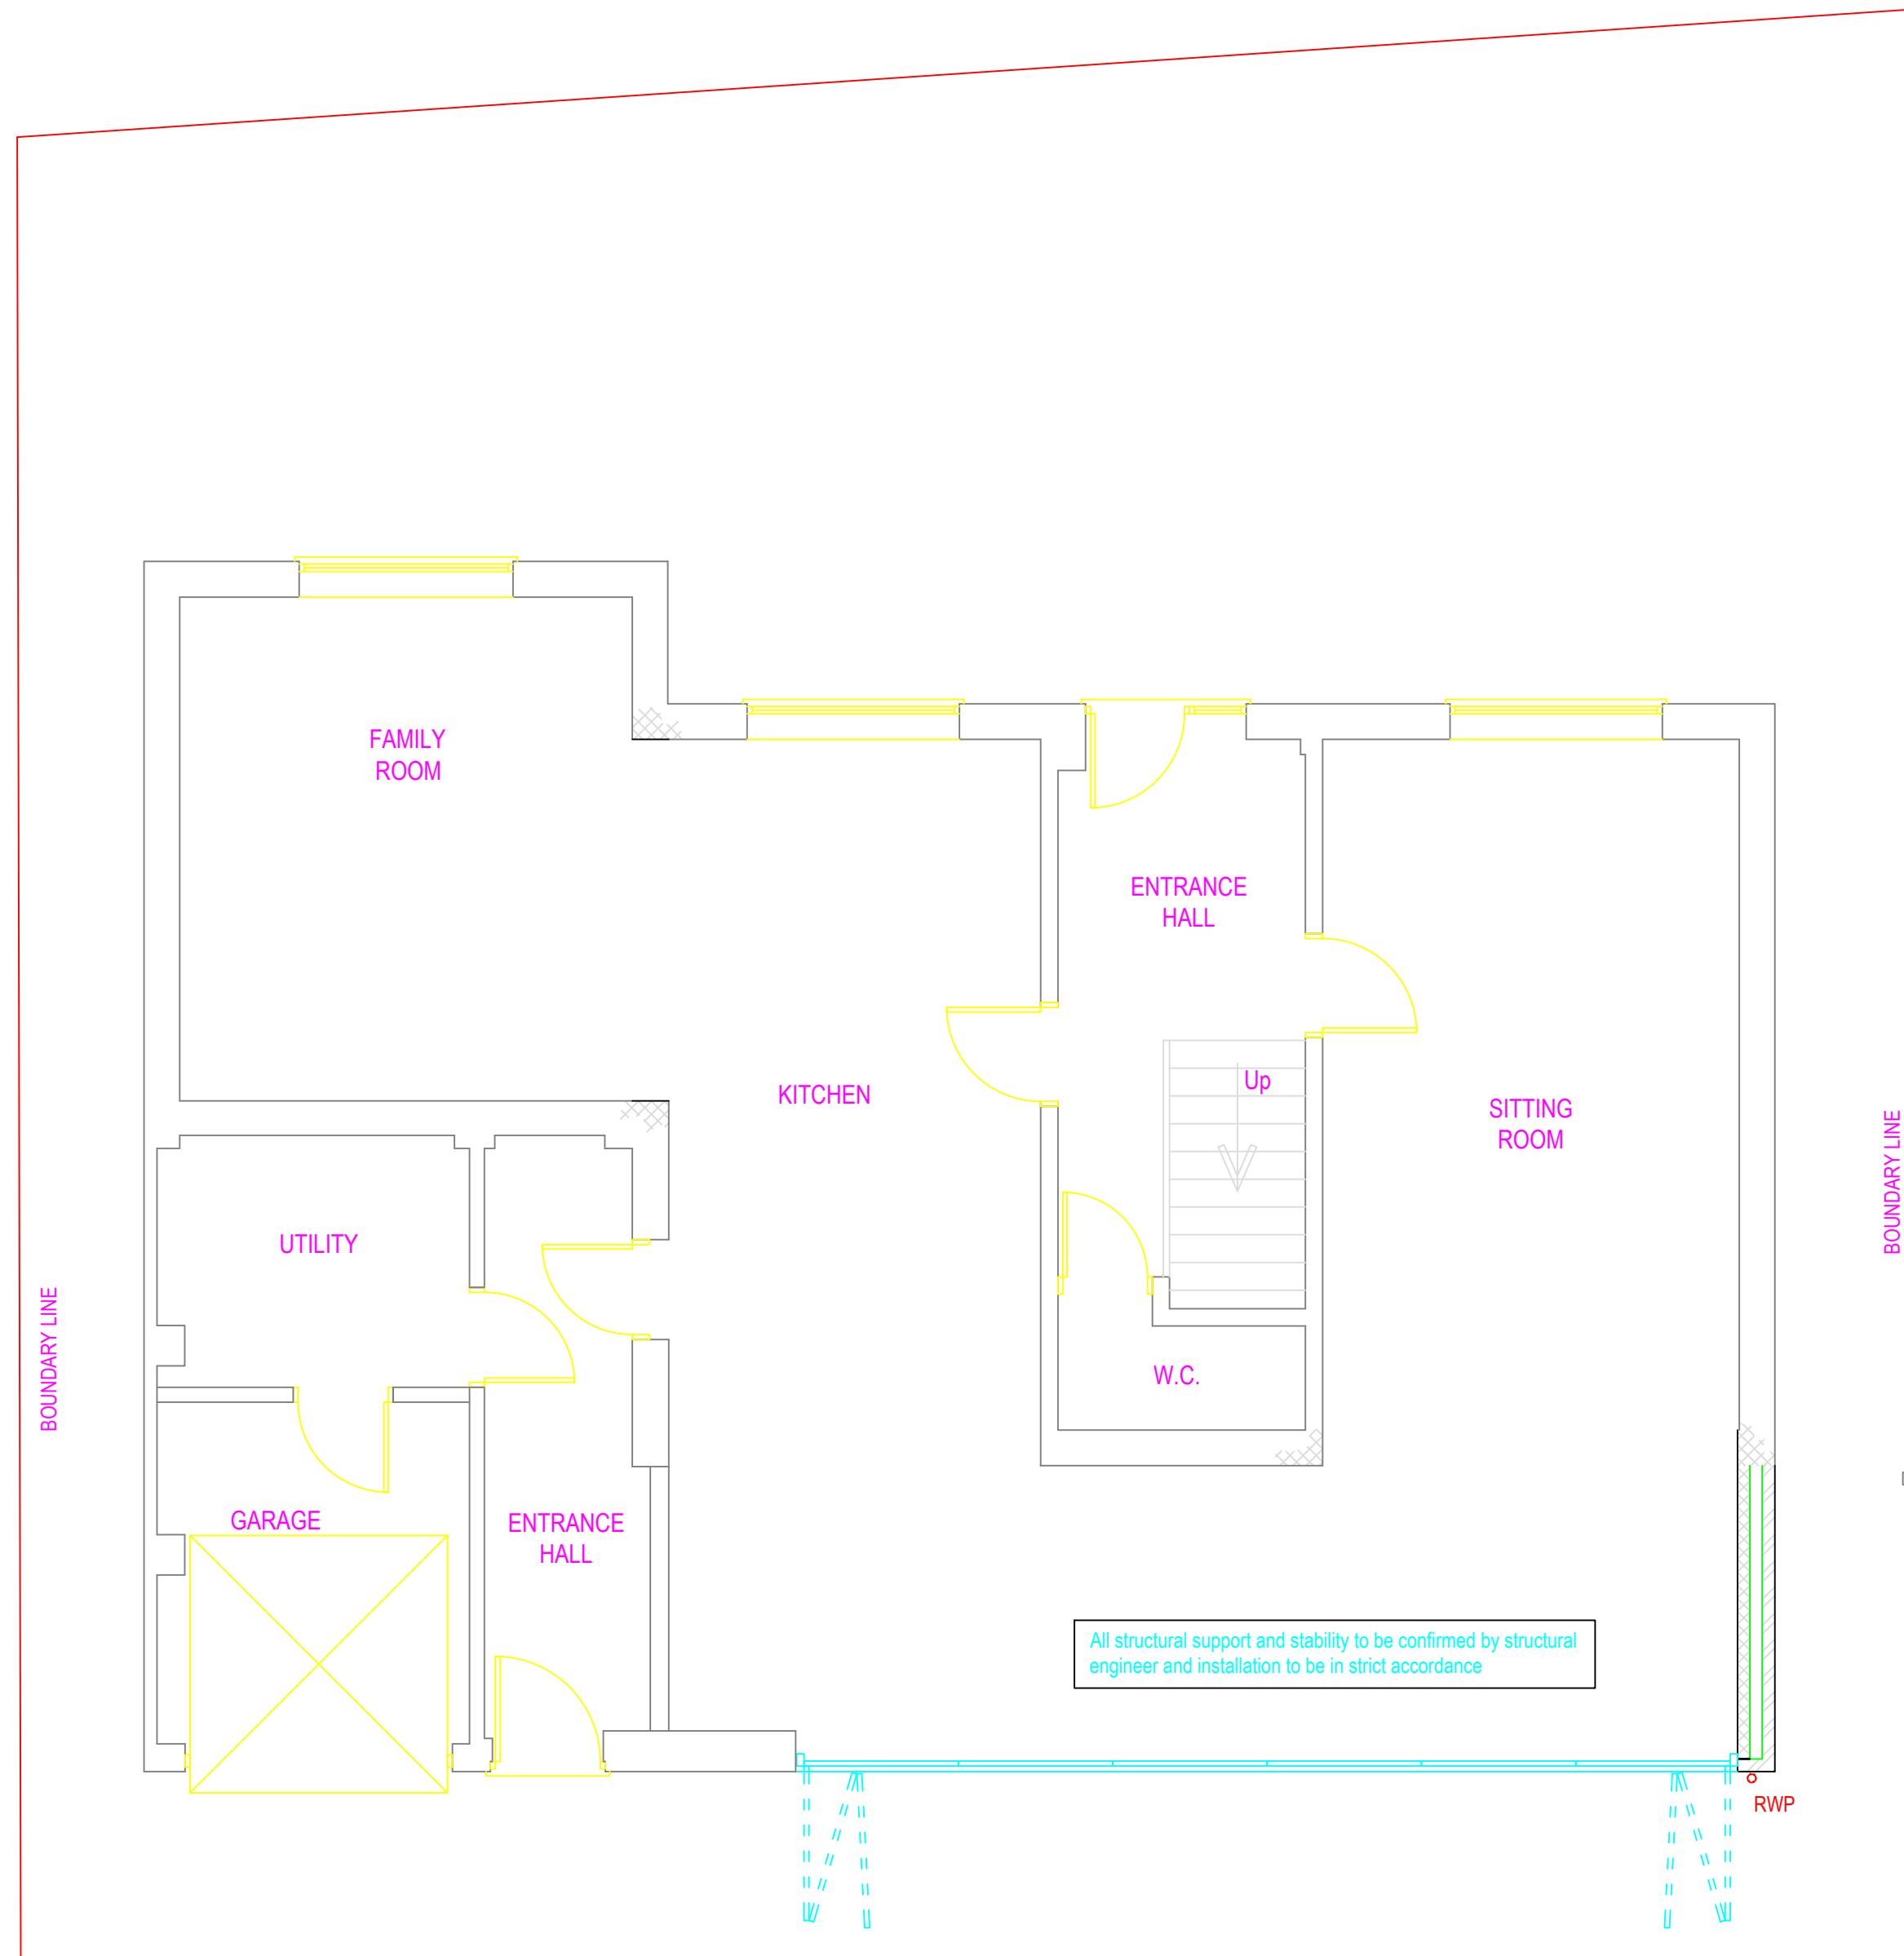 FAMILY
ROOM
ENTRANCE
HALL
KITCHEN
Up
SITTING
ROOM
BOUNDARY LINE
UTILITY
BOUNDARY LINE
W.C.
GARAGE
ENTRANCE
HALL
All structural support and stability to be confirmed by structural
engineer and installation to be in strict accordance
RWP